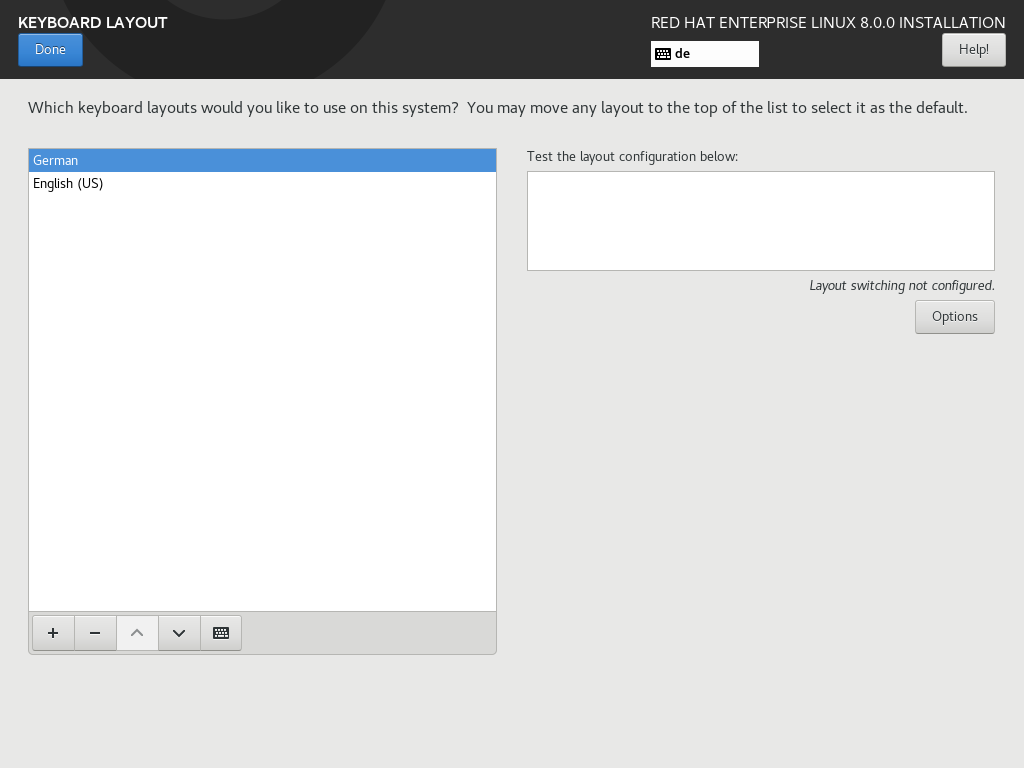 KEYBOARD LAYOUT
RED HAT ENTERPRISE LINUX 8.0.0 INSTALLATION
Done
de
Help!
Which keyboard layouts would you like to use on this system?  You may move any layout to the top of the list to select it as the default.
German
English (US)
Test the layout configuration below:
Layout switching not configured.
Options